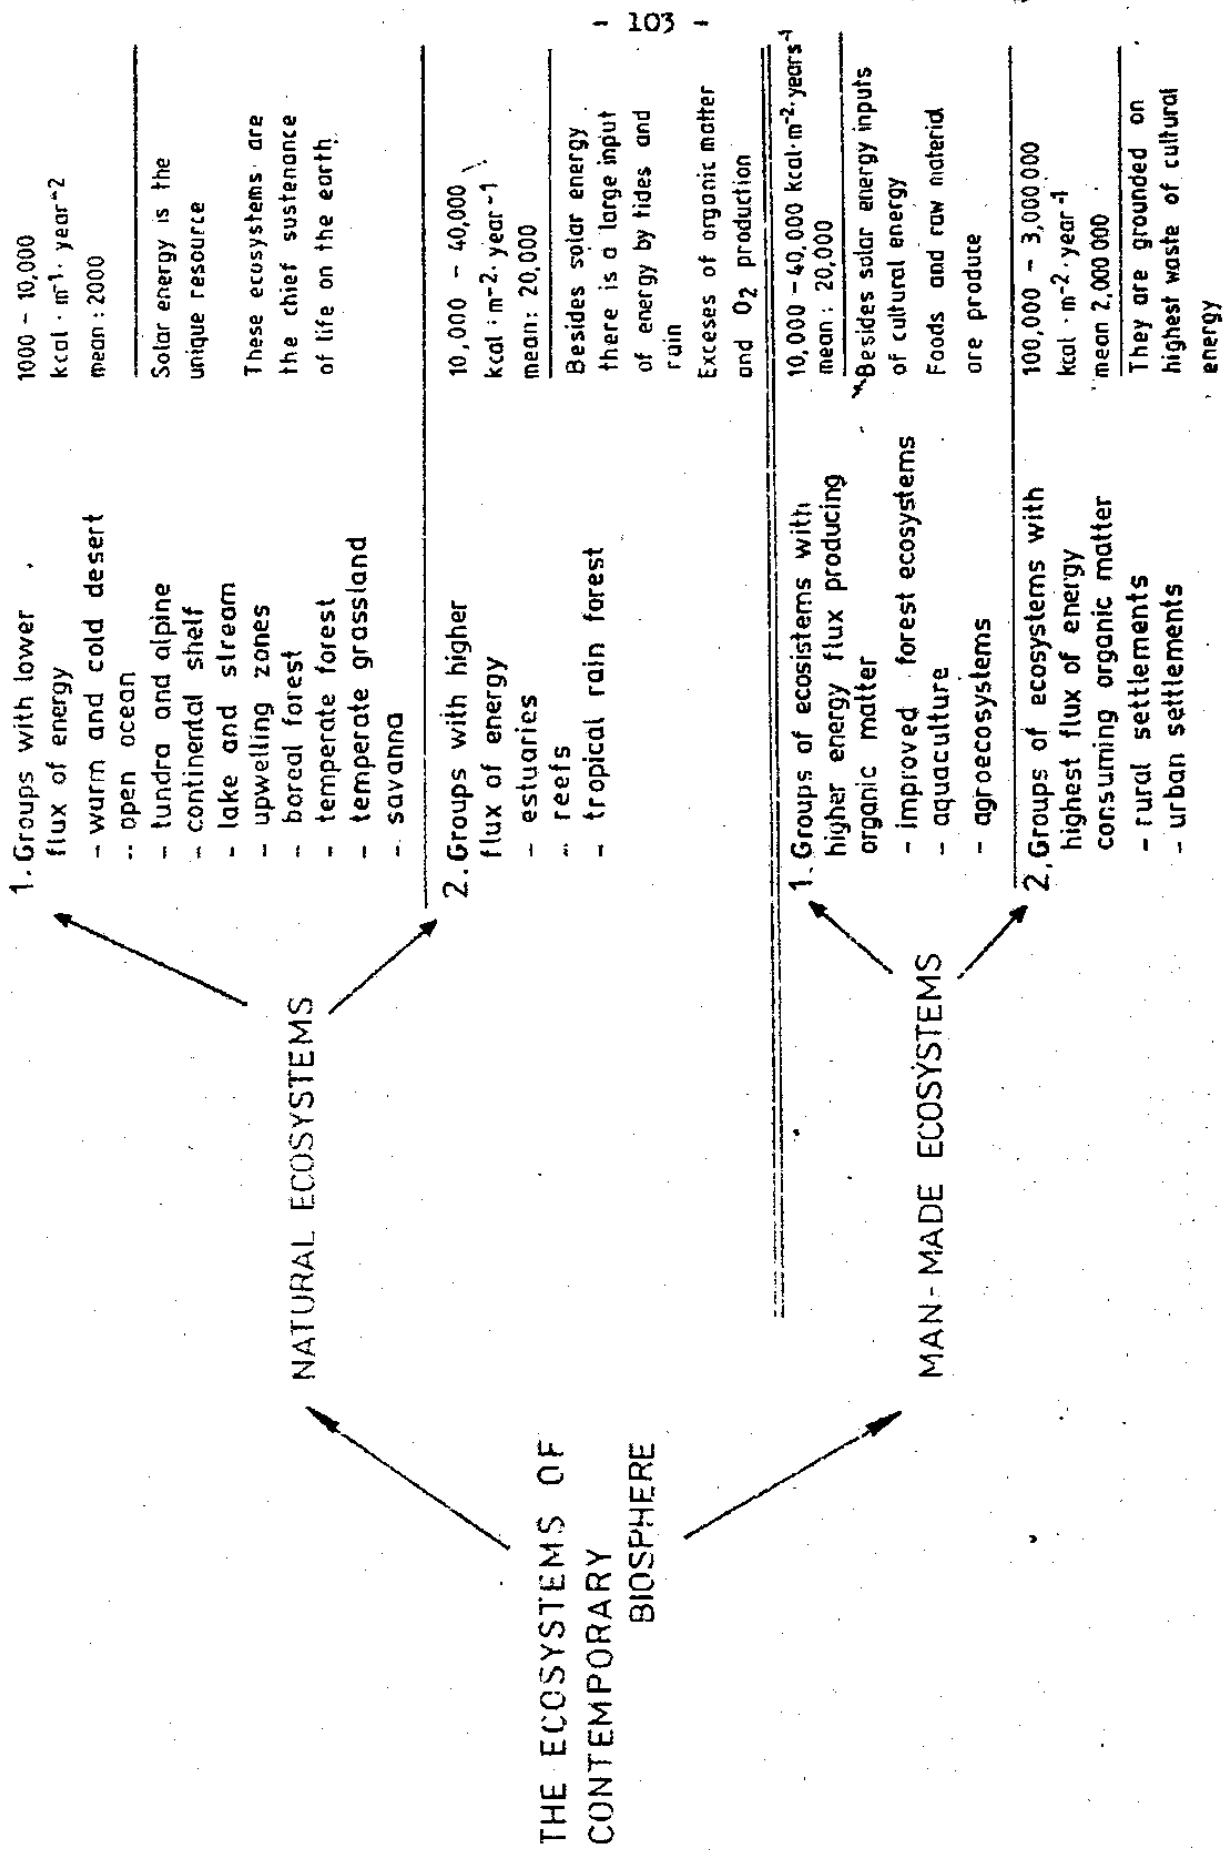 - 103 -
THE ECOSYSTEMS OF
CONTEMPORARY
BIOSPHERE
NATURAL ECOSYSTEMS
1. Groups with lower
flux of energy
- warm and cold desert
- open ocean
- tundra and alpine
- continental shelf
- lake and stream
- upwelling zones
- boreal forest
- temperate forest
- temperate grassland
- savanna
1000 - 10,000
kcal · m⁻¹ · year⁻²
mean: 2000
Solar energy is the
unique resource
These ecosystems are
the chief sustenance
of life on the earth
2. Groups with higher
flux of energy
- estuaries
- reefs
- tropical rain forest
10,000 - 40,000
kcal · m⁻² · year⁻¹
mean: 20,000
Besides solar energy
there is a large input
of energy by tides and
rain
Exceses of organic matter
and O₂ production
MAN-MADE ECOSYSTEMS
1. Groups of ecosistems with
higher energy flux producing
organic matter
- improved forest ecosystems
- aquaculture
- agroecosystems
10,000 - 40,000 kcal·m⁻²·years⁻¹
mean: 20,000
Besides solar energy inputs
of cultural energy
Foods and raw material
are produce
2. Groups of ecosystems with
highest flux of energy
consuming organic matter
- rural settlements
- urban settlements
100,000 - 3,000 000
kcal · m⁻² · year⁻¹
mean 2,000 000
They are grounded on
highest waste of cultural
energy